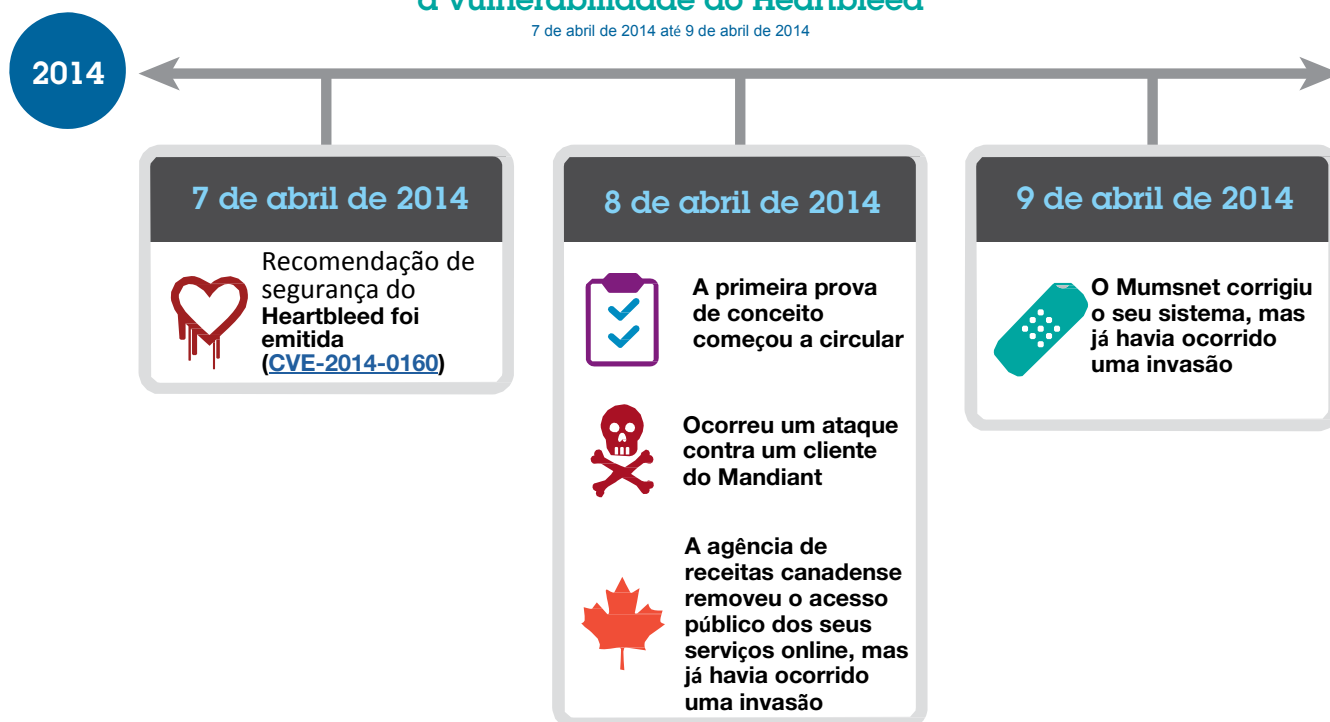 à Vulnerabilidade do Heartbleed
7 de abril de 2014 até 9 de abril de 2014
2014
7 de abril de 2014
Recomendação de
segurança do
Heartbleed foi
emitida
(CVE-2014-0160)
8 de abril de 2014
A primeira prova
de conceito
começou a circular
Ocorreu um ataque
contra um cliente
do Mandiant
A agência de
receitas canadense
removeu o acesso
público dos seus
serviços online, mas
já havia ocorrido
uma invasão
9 de abril de 2014
O Mumsnet corrigiu
o seu sistema, mas
já havia ocorrido
uma invasão